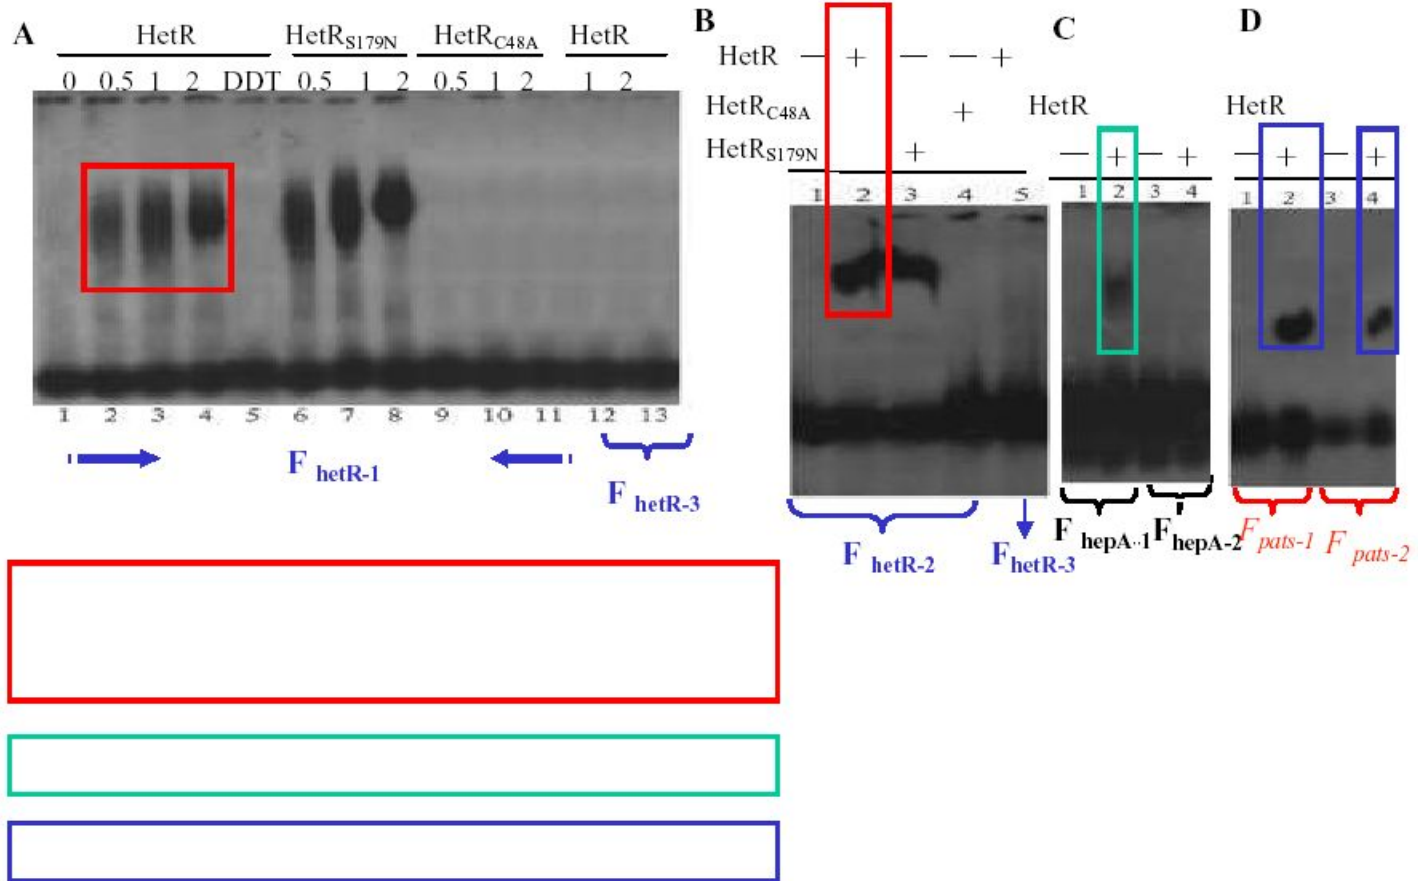 A
HetR
HetRS179N
HetRC48A
HetR
0 0.5 1 2 DDT 0.5 1 2 0.5 1 2 1 2
1 2 3 4 5 6 7 8 9 10 11 12 13
F hetR-1
F hetR-3
B
HetR — + — — +
HetRC48A +
HetRS179N +
1 2 3 4 5
F hetR-2
FhetR-3
C
HetR
— + — +
1 2 3 4
F hepA-1 FhepA-2
D
HetR
— + — +
1 2 3 4
F pats-1 F pats-2